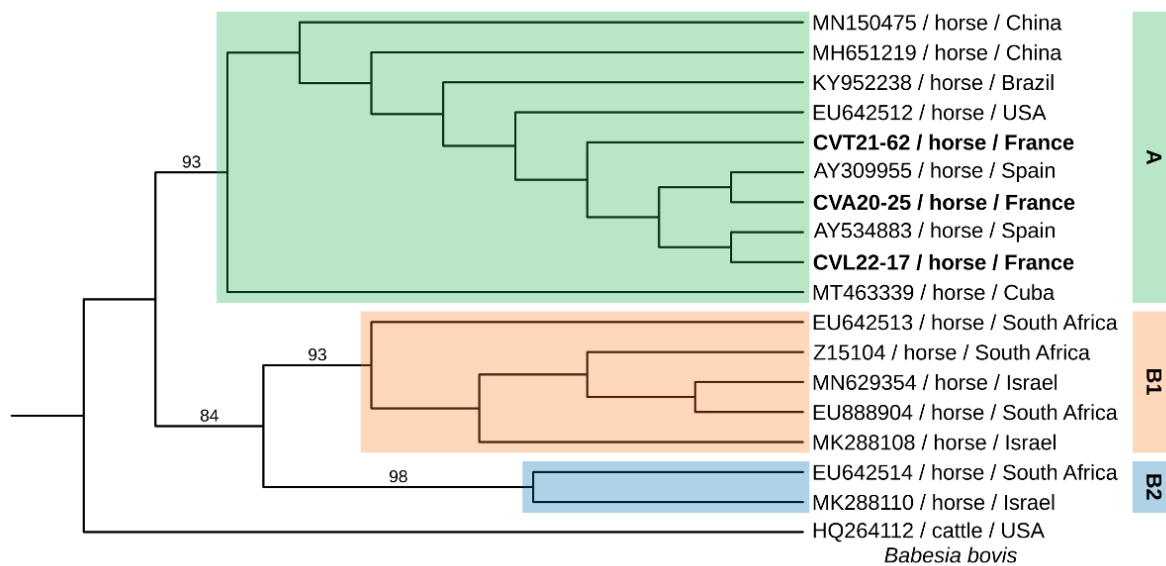 MN150475 / horse / China
MH651219 / horse / China
KY952238 / horse / Brazil
EU642512 / horse / USA
CVT21-62 / horse / France
AY309955 / horse / Spain
CVA20-25 / horse / France
AY534883 / horse / Spain
CVL22-17 / horse / France
MT463339 / horse / Cuba
A
93
EU642513 / horse / South Africa
Z15104 / horse / South Africa
MN629354 / horse / Israel
EU888904 / horse / South Africa
MK288108 / horse / Israel
B1
93
84
EU642514 / horse / South Africa
MK288110 / horse / Israel
B2
98
HQ264112 / cattle / USA
Babesia bovis